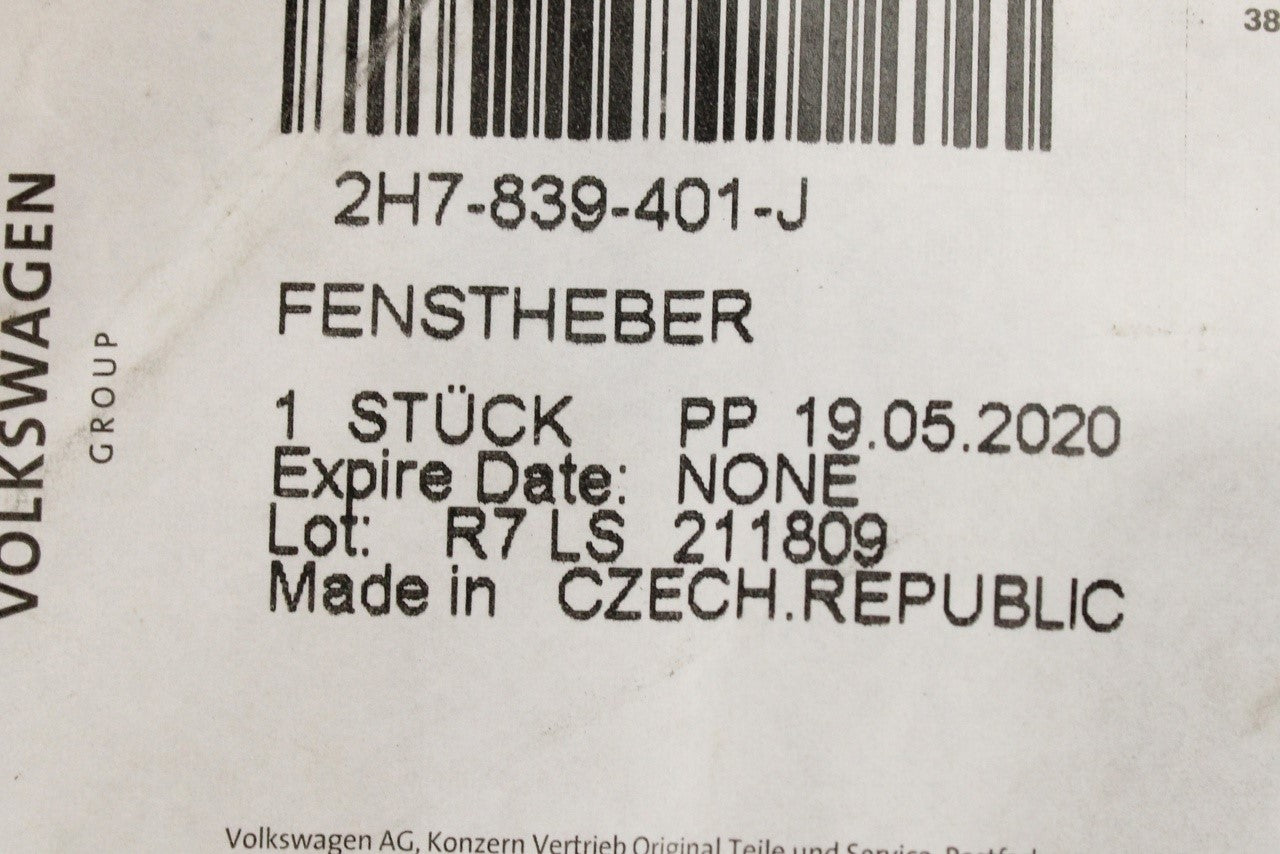 38
2H7-839-401-J
FENSTHEBER
1 STÜCK PP 19.05.2020
Expire Date: NONE
Lot: R7 LS 211809
Made in CZECH.REPUBLIC
VOLKSWAGEN
GROUP
Volkswagen AG, Konzern Vertrieb Original Teile und Service,